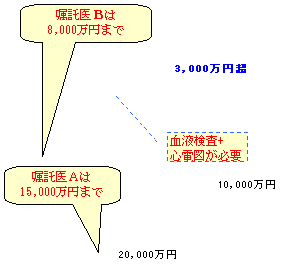 嘱託医Bは
8,000万円まで
3,000万円超
血液検査+
心電図が必要
嘱託医Aは
15,000万円まで
10,000万円
20,000万円